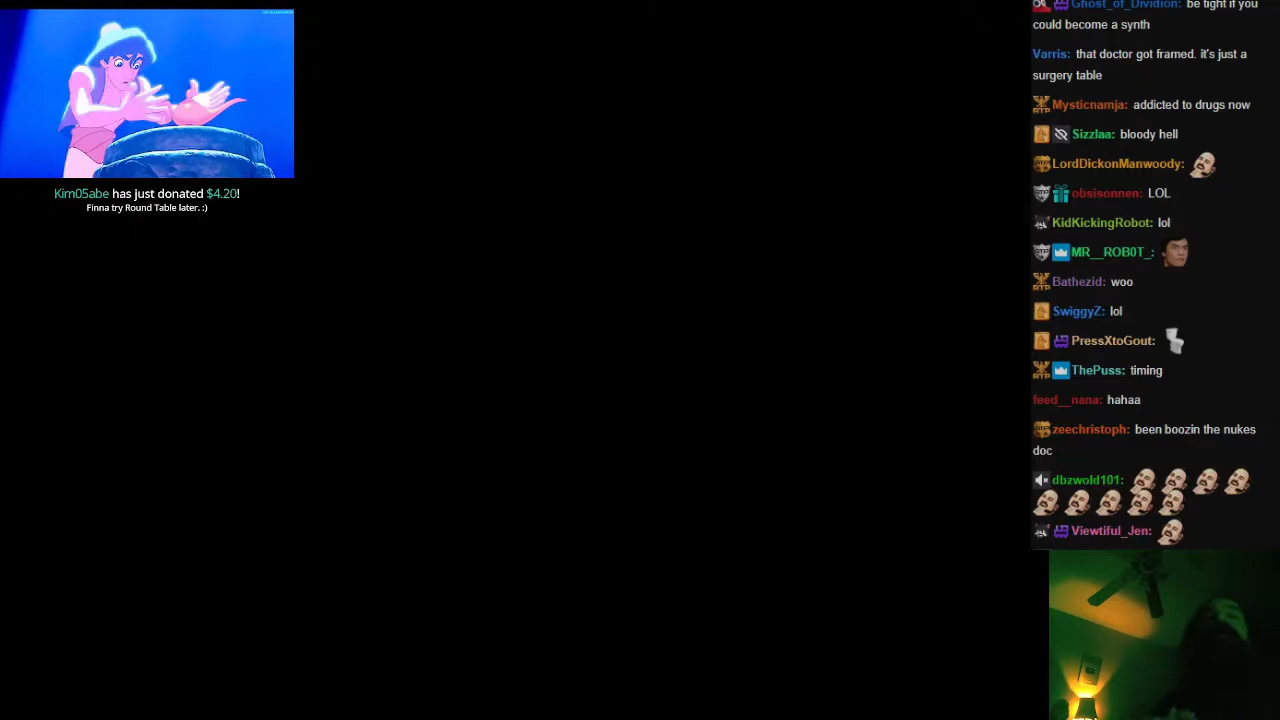 Kim05abe has just donated $4.20!
Finna try Round Table later. :)
Ghost_of_Dividion: be tight if you
could become a synth
Varris: that doctor got framed. it's just a
surgery table
Mysticnamja: addicted to drugs now
Sizzlaa: bloody hell
LordDickonManwoody:
obsisonnen: LOL
KidKickingRobot: lol
MR__ROB0T_:
Bathezid: woo
SwiggyZ: lol
PressXtoGout:
ThePuss: timing
feed__nana: hahaa
zeechristoph: been boozin the nukes
doc
dbzwold101:
Viewtiful_Jen: